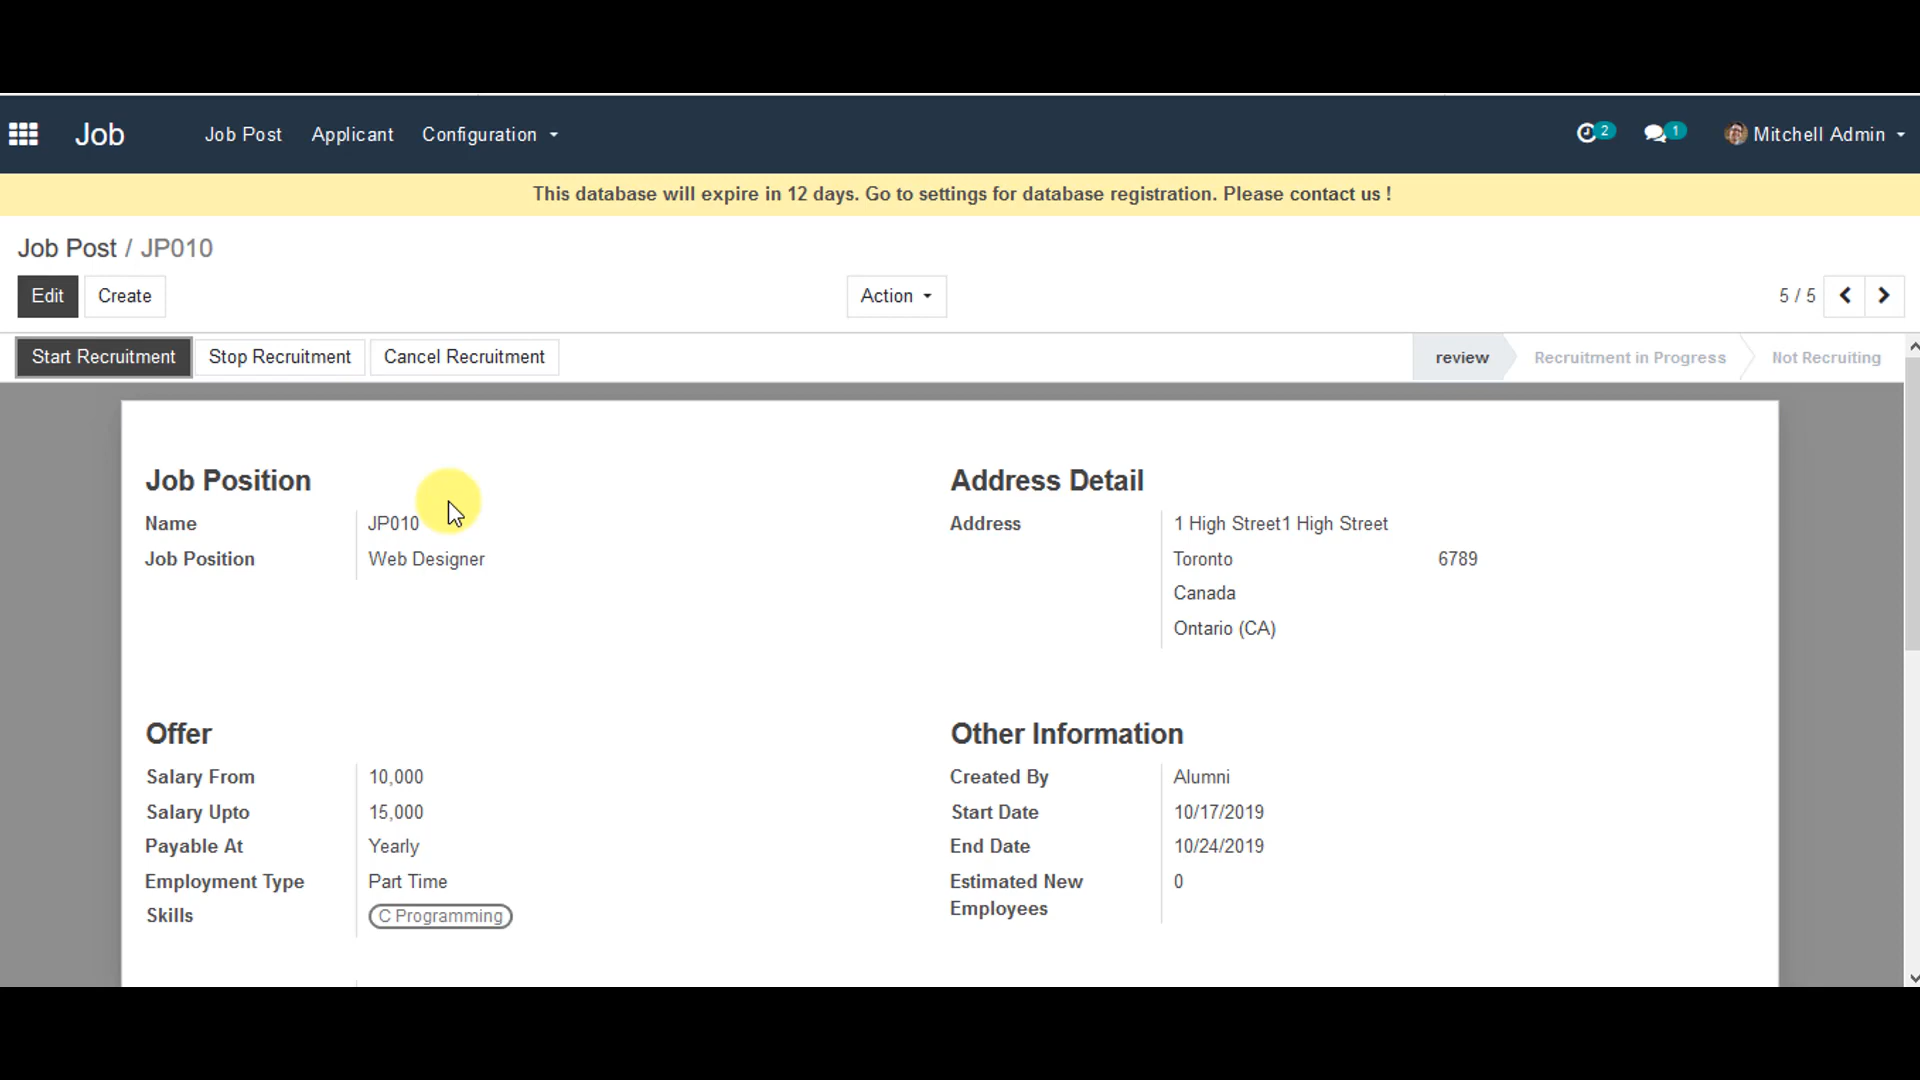 Job
Job Post Applicant Configuration
2 1 Mitchell Admin
This database will expire in 12 days. Go to settings for database registration. Please contact us !
Job Post / JP010
Edit Create Action 5 / 5
Start Recruitment Stop Recruitment Cancel Recruitment review Recruitment in Progress Not Recruiting
Job Position
Name JP010
Job Position Web Designer
Address Detail
Address 1 High Street1 High Street
Toronto 6789
Canada
Ontario (CA)
Offer
Salary From 10,000
Salary Upto 15,000
Payable At Yearly
Employment Type Part Time
Skills C Programming
Other Information
Created By Alumni
Start Date 10/17/2019
End Date 10/24/2019
Estimated New 0
Employees